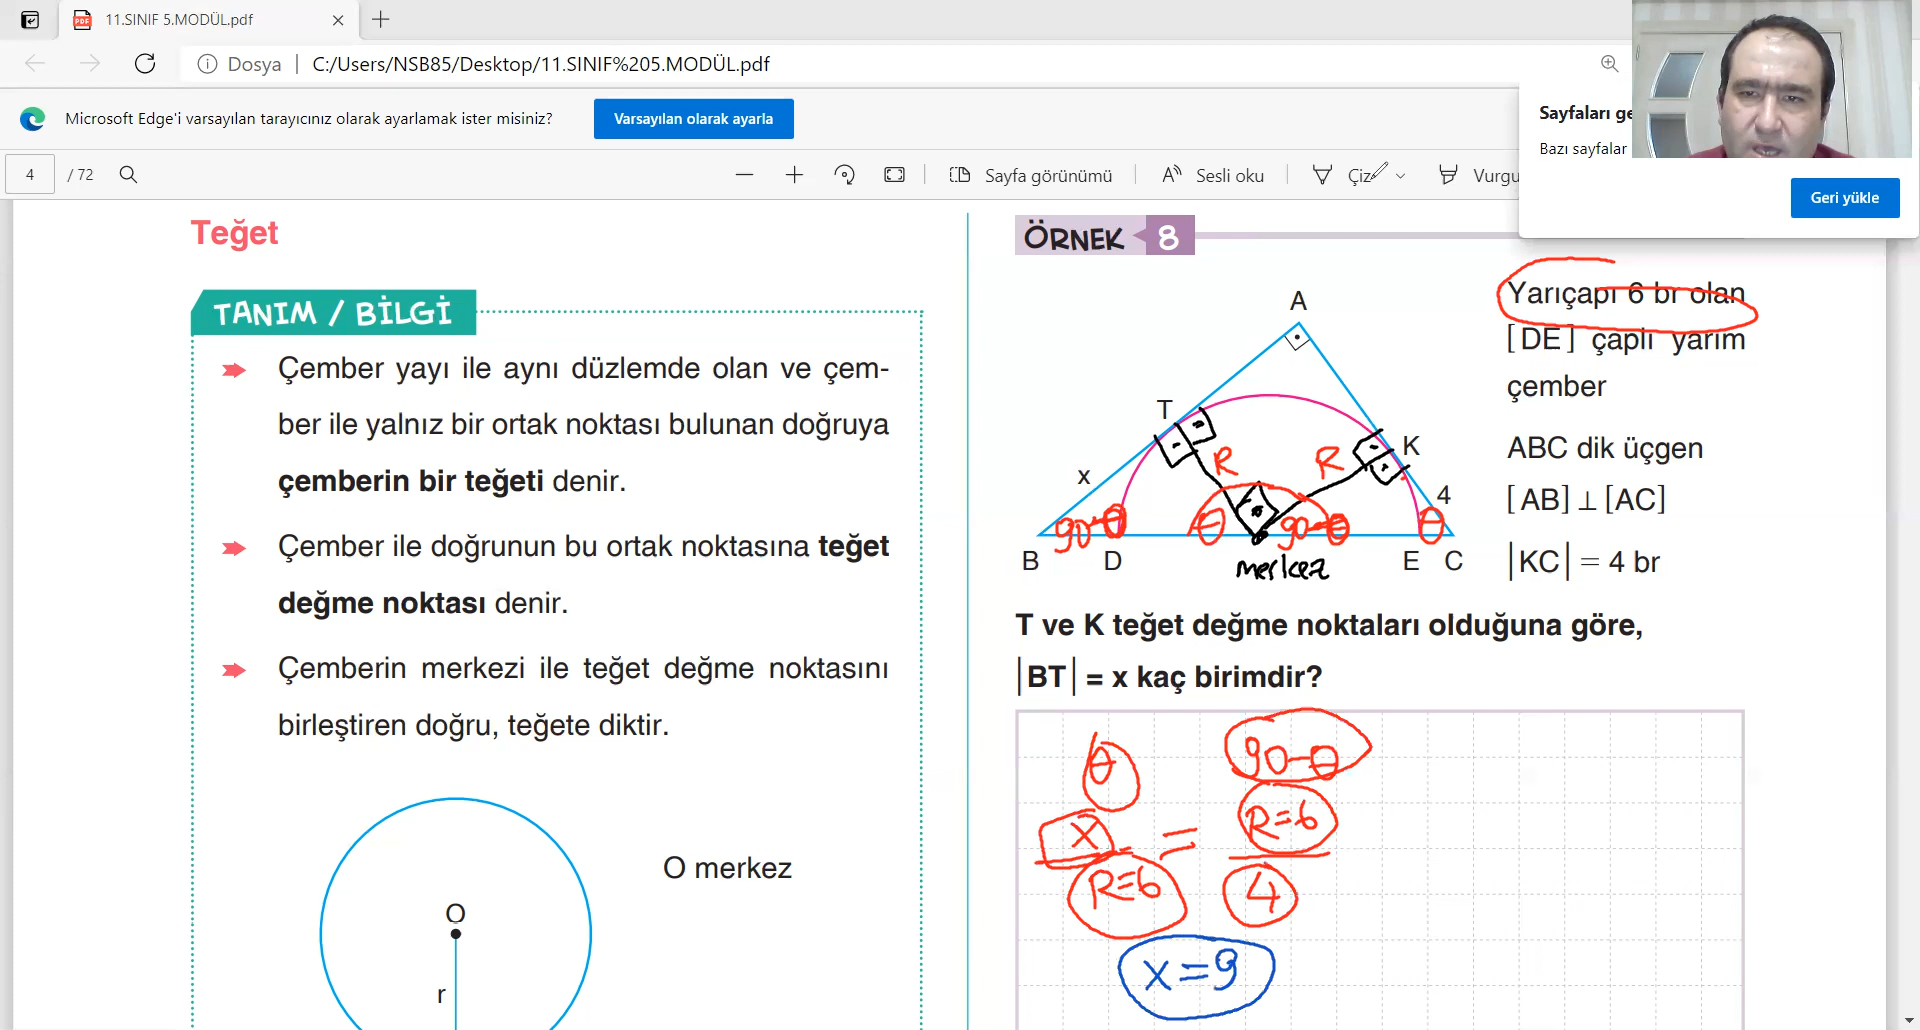 11.SINIF 5.MODÜL.pdf
Dosya
C:/Users/NSB85/Desktop/11.SINIF%205.MODÜL.pdf
Microsoft Edge'i varsayılan tarayıcınız olarak ayarlamak ister misiniz?
Varsayılan olarak ayarla
Sayfaları ge
Bazı sayfalar
Geri yükle
4
/ 72
Sayfa görünümü
Sesli oku
Çiz
Vurgu
Teğet
TANIM / BİLGİ
Çember yayı ile aynı düzlemde olan ve çem-
ber ile yalnız bir ortak noktası bulunan doğruya
çemberin bir teğeti denir.
Çember ile doğrunun bu ortak noktasına teğet
değme noktası denir.
Çemberin merkezi ile teğet değme noktasını
birleştiren doğru, teğete diktir.
O
r
O merkez
ÖRNEK 8
A
T
K
x
4
R
R
90-θ
θ
90-θ
θ
B
D
E
C
merkez
Yarıçapı 6 br olan
[DE] çaplı yarım
çember
ABC dik üçgen
[AB] ⊥ [AC]
|KC| = 4 br
T ve K teğet değme noktaları olduğuna göre,
|BT| = x kaç birimdir?
θ
90-θ
x
=
R=6
R=6
4
x=9